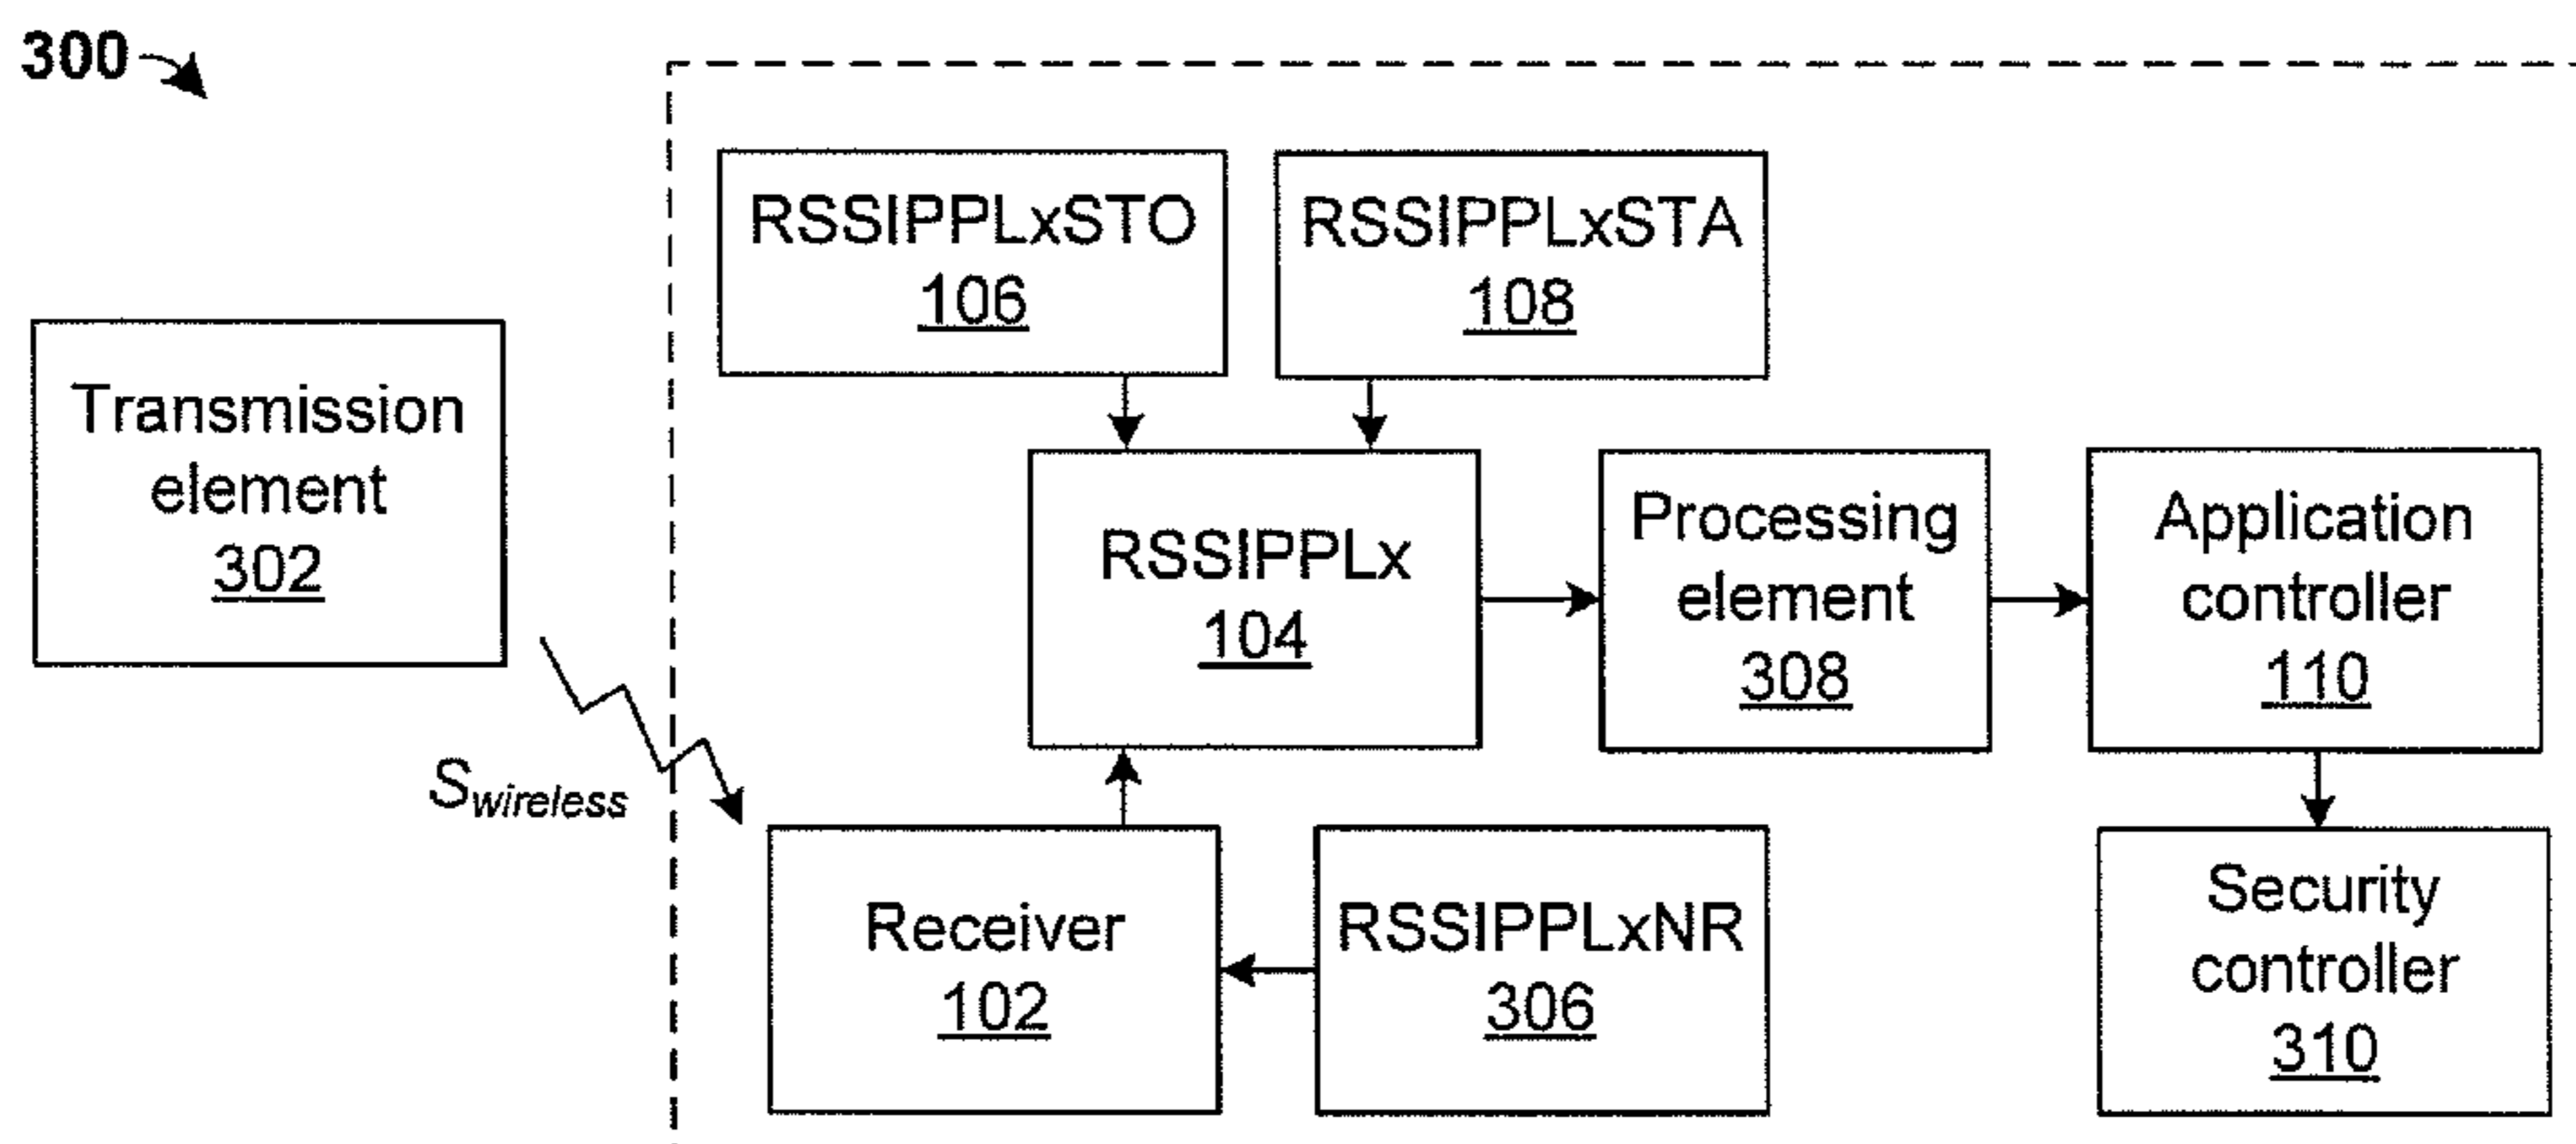 300
RSSIPPLxSTO
106
RSSIPPLxSTA
108
Transmission
element
302
RSSIPPLx
104
Processing
element
308
Application
controller
110
Swireless
Receiver
102
RSSIPPLxNR
306
Security
controller
310